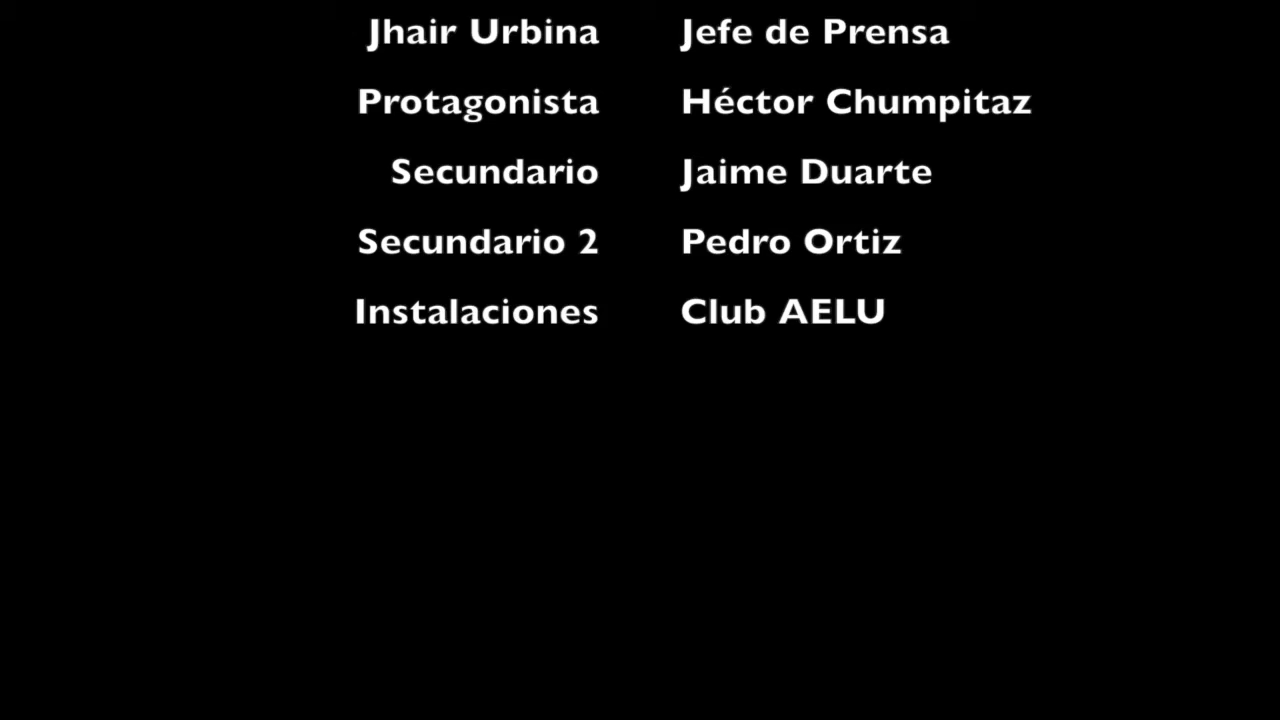 Jhair Urbina Jefe de Prensa
Protagonista Héctor Chumpitaz
Secundario Jaime Duarte
Secundario 2 Pedro Ortiz
Instalaciones Club AELU